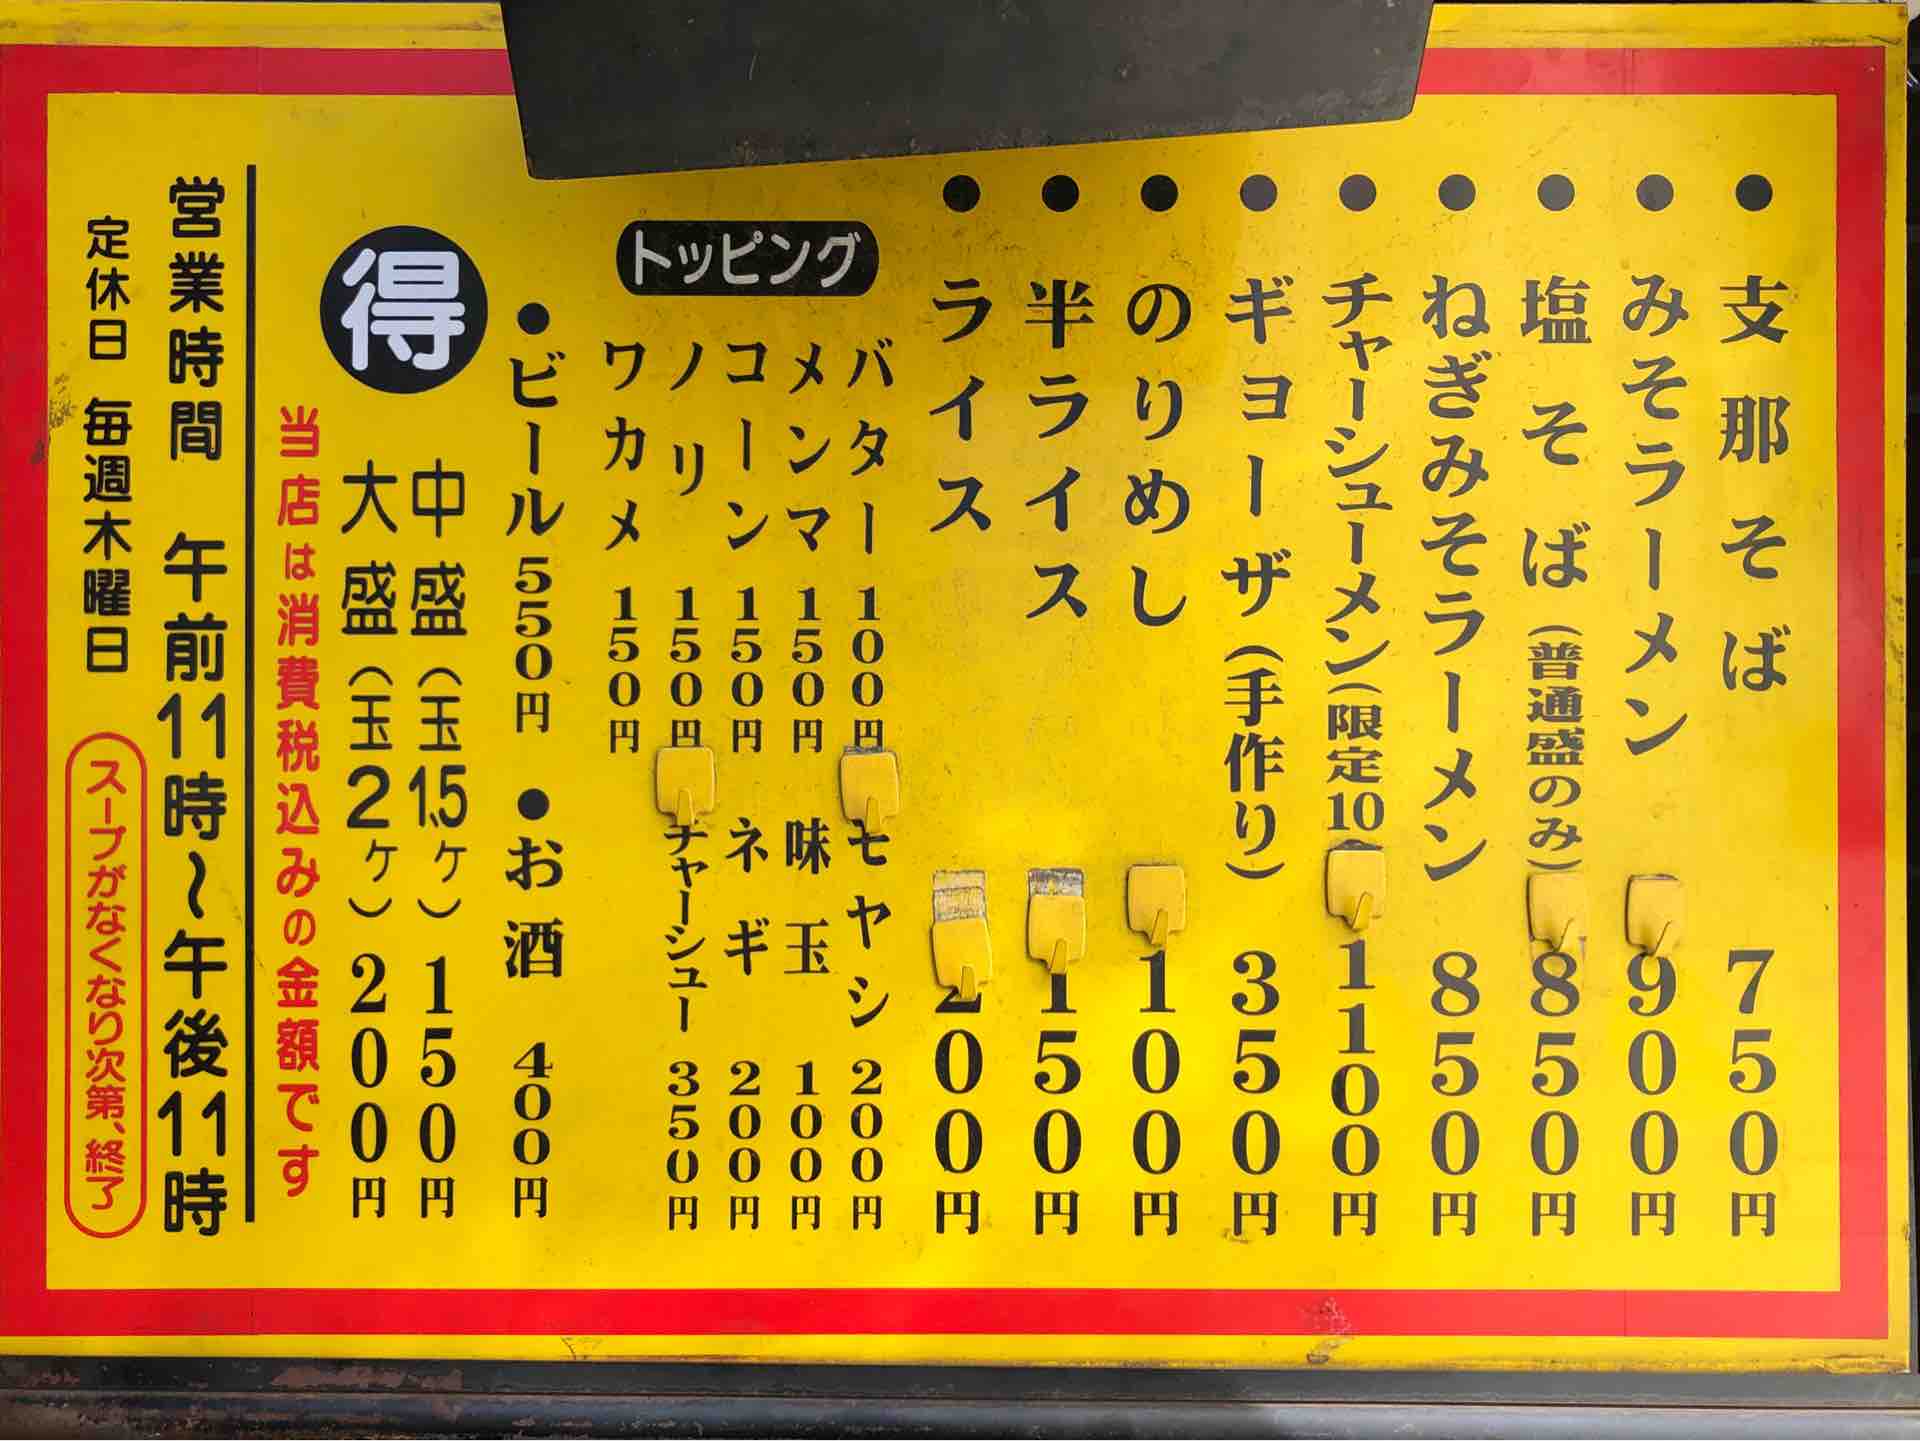 支那そば 750円
みそラーメン 900円
塩そば(普通盛のみ) 850円
ねぎみそラーメン 850円
チャーシューメン(限定10 1100円
ギョーザ(手作り) 350円
のりめし 100円
半ライス 150円
ライス 200円
トッピング
バター 100円 モヤシ 200円
メンマ 150円 味玉 100円
コーン 150円 ネギ 200円
ノリ 150円 チャーシュー 350円
ワカメ 150円
ビール 550円 お酒 400円
得
中盛(玉1.5ヶ) 150円
大盛(玉2ヶ) 200円
当店は消費税込みの金額です
営業時間 午前11時〜午後11時
定休日 毎週木曜日
スープがなくなり次第、終了